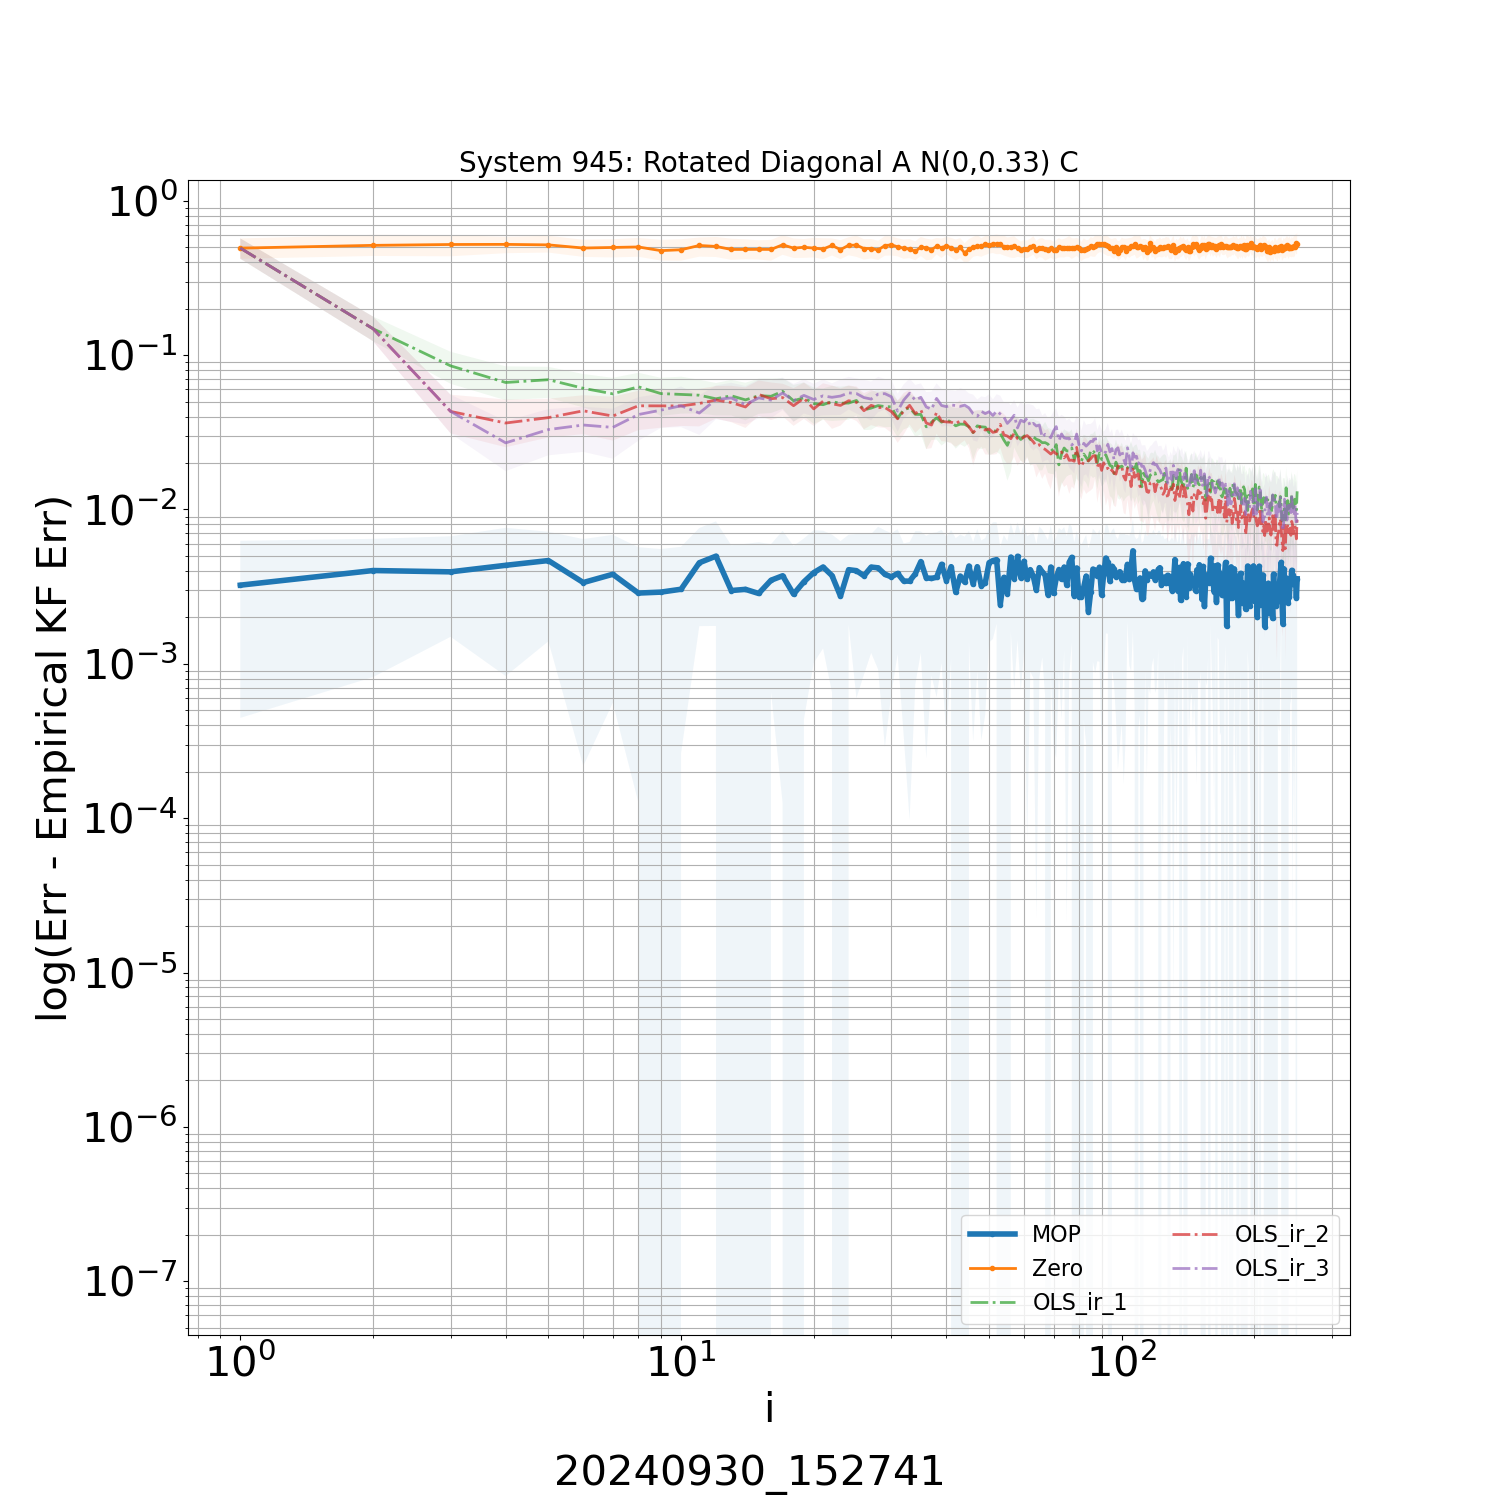 System 945: Rotated Diagonal A N(0,0.33) C
log(Err - Empirical KF Err)
10^0
10^-1
10^-2
10^-3
10^-4
10^-5
10^-6
10^-7
MOP
Zero
OLS_ir_1
OLS_ir_2
OLS_ir_3
10^0 10^1 10^2
i
20240930_152741